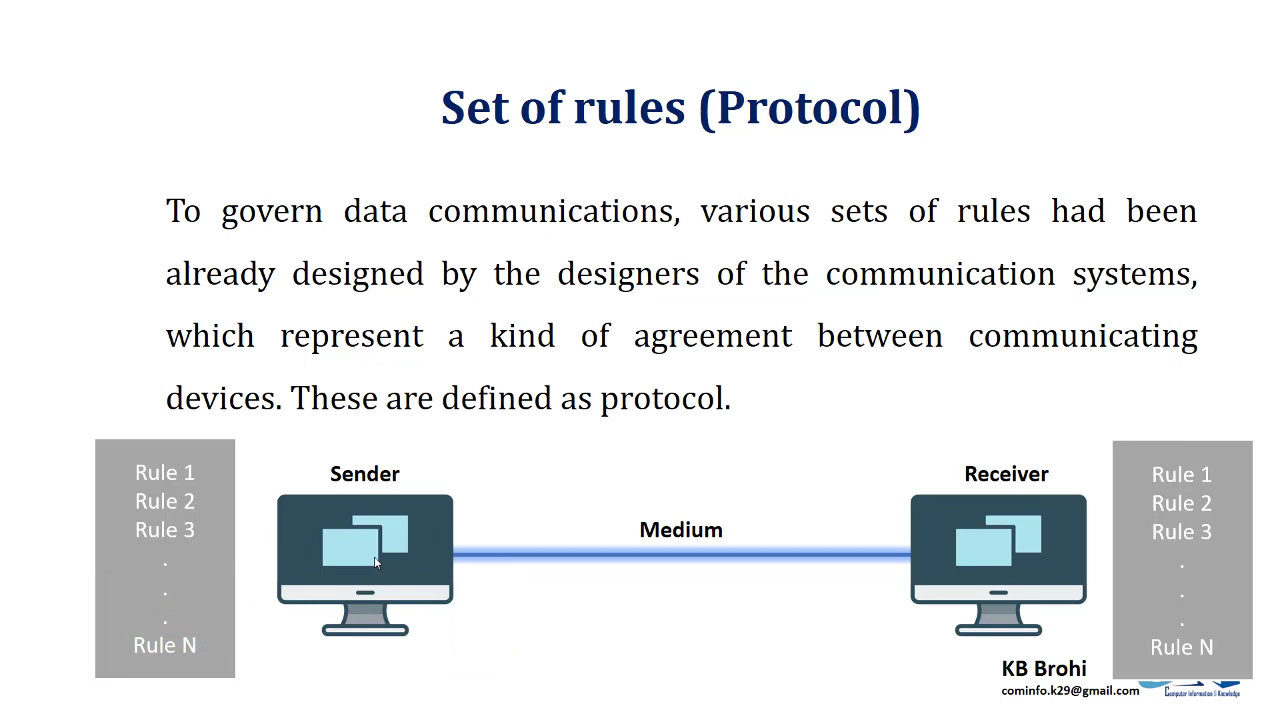 Set of rules (Protocol)
To govern data communications, various sets of rules had been
already designed by the designers of the communication systems,
which represent a kind of agreement between communicating
devices. These are defined as protocol.
Rule 1
Rule 2
Rule 3
.
.
.
Rule N
Sender
Medium
Receiver
Rule 1
Rule 2
Rule 3
.
.
.
Rule N
KB Brohi
cominfo.k29@gmail.com
Computer Information & Knowledge